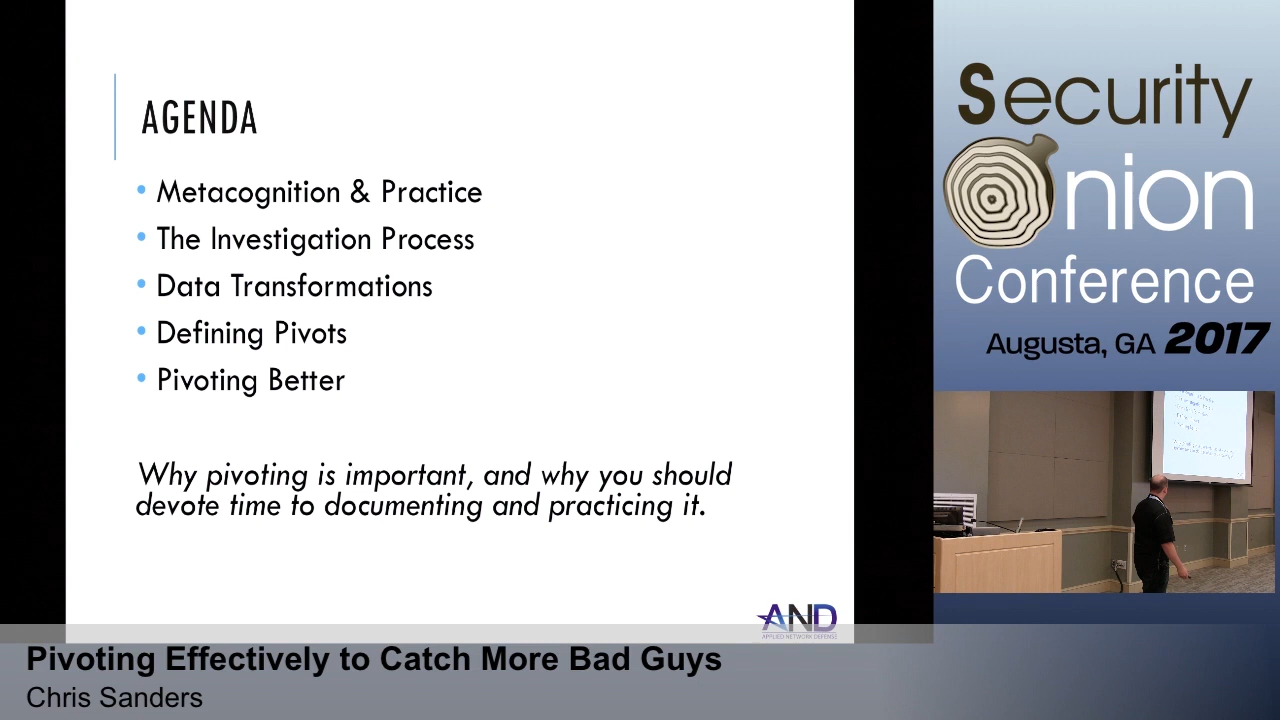 AGENDA
• Metacognition & Practice
• The Investigation Process
• Data Transformations
• Defining Pivots
• Pivoting Better
Why pivoting is important, and why you should
devote time to documenting and practicing it.
AND
APPLIED NETWORK DEFENSE
Security
Onion
Conference
Augusta, GA 2017
Pivoting Effectively to Catch More Bad Guys
Chris Sanders